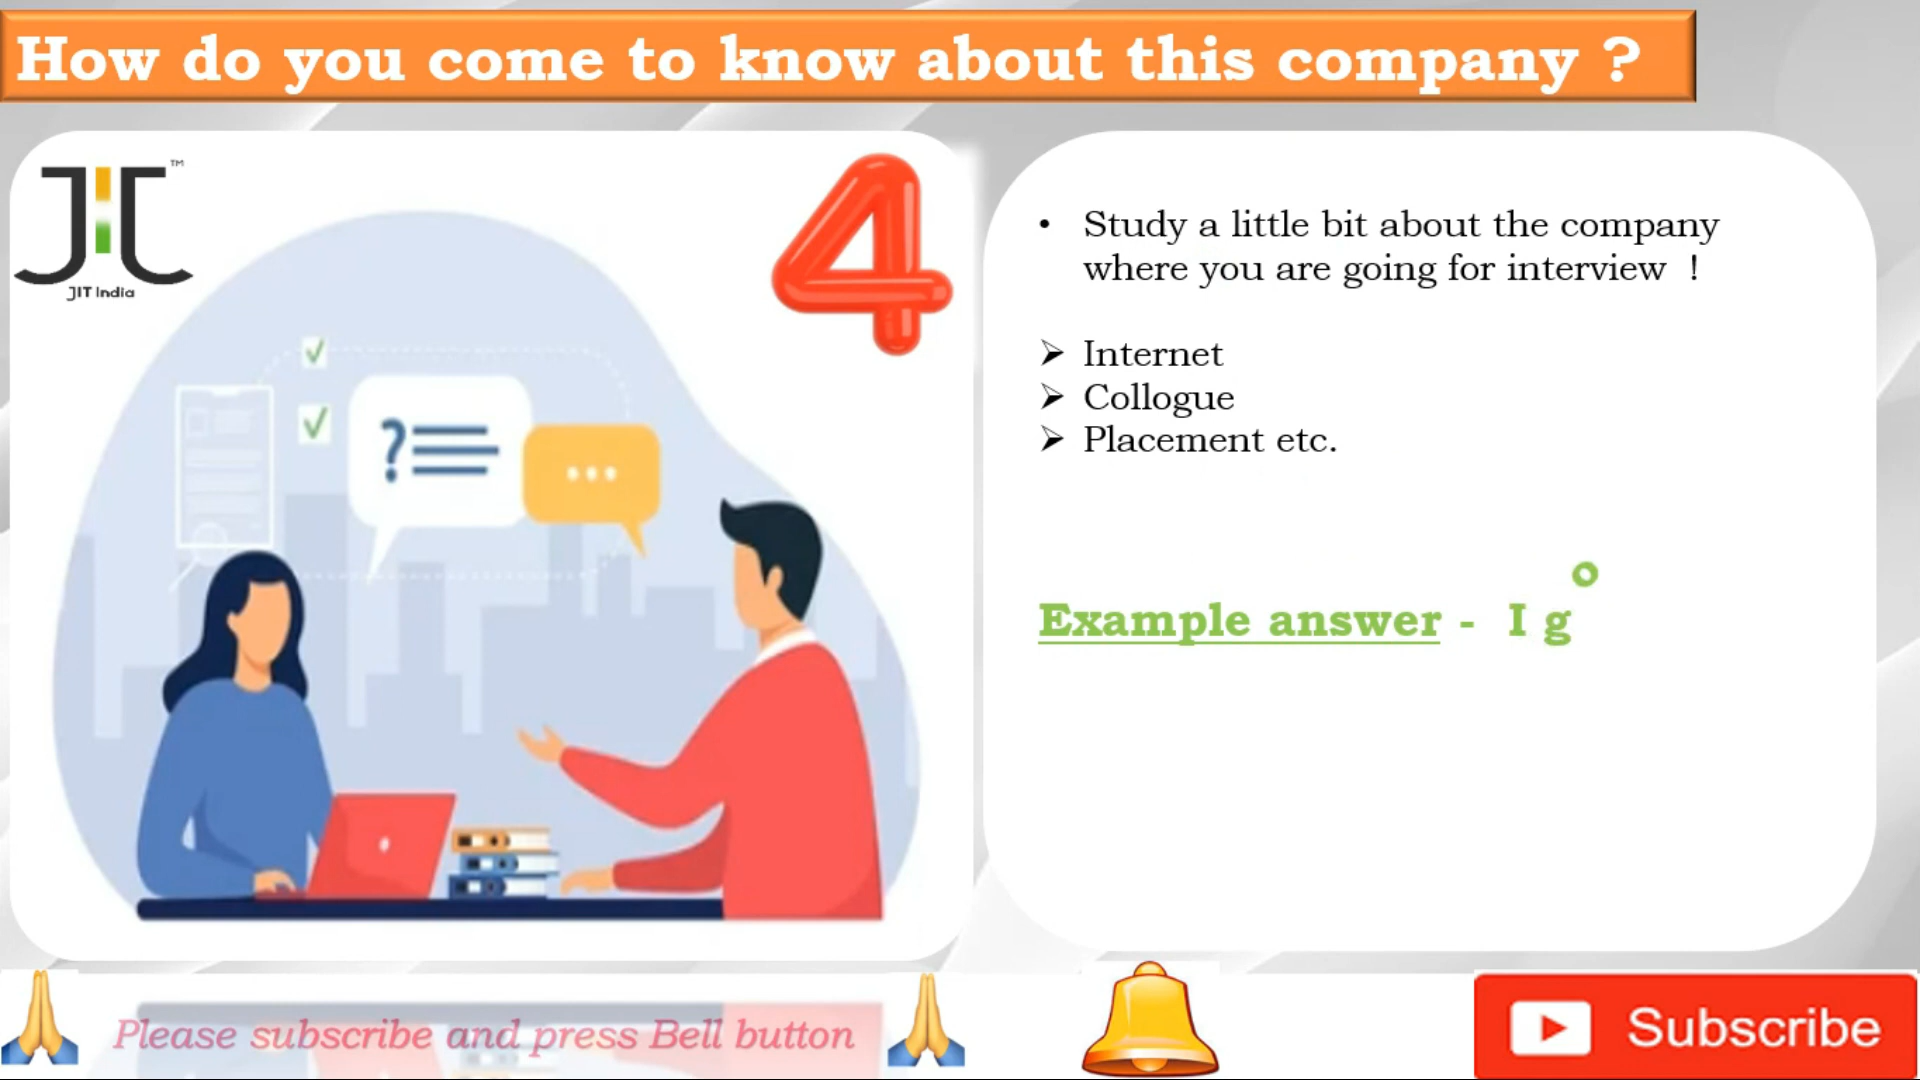 How do you come to know about this company ?
JIT
TM
JIT India
4
• Study a little bit about the company
where you are going for interview !
➢ Internet
➢ Collogue
➢ Placement etc.
?
Example answer - I go
Please subscribe and press Bell button
Subscribe